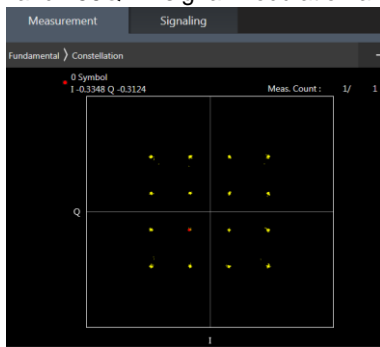 Measurement Signaling
Fundamental 〉 Constellation
0 Symbol
I -0.3348 Q -0.3124 Meas. Count : 1/ 1
Q
I